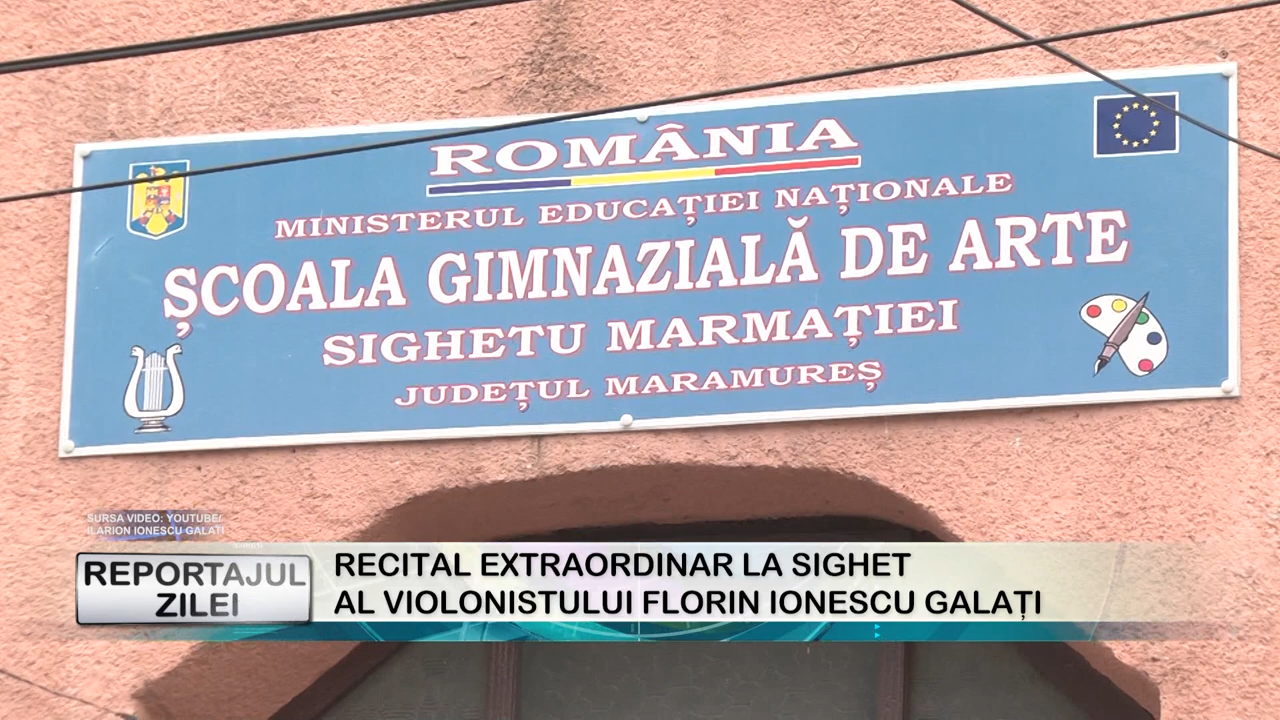 ROMÂNIA
MINISTERUL EDUCAȚIEI NAȚIONALE
ȘCOALA GIMNAZIALĂ DE ARTE
SIGHETU MARMAȚIEI
JUDEȚUL MARAMUREȘ
SURSA VIDEO: YOUTUBE/
ILARION IONESCU GALAȚI
REPORTAJUL
ZILEI
RECITAL EXTRAORDINAR LA SIGHET
AL VIOLONISTULUI FLORIN IONESCU GALAȚI